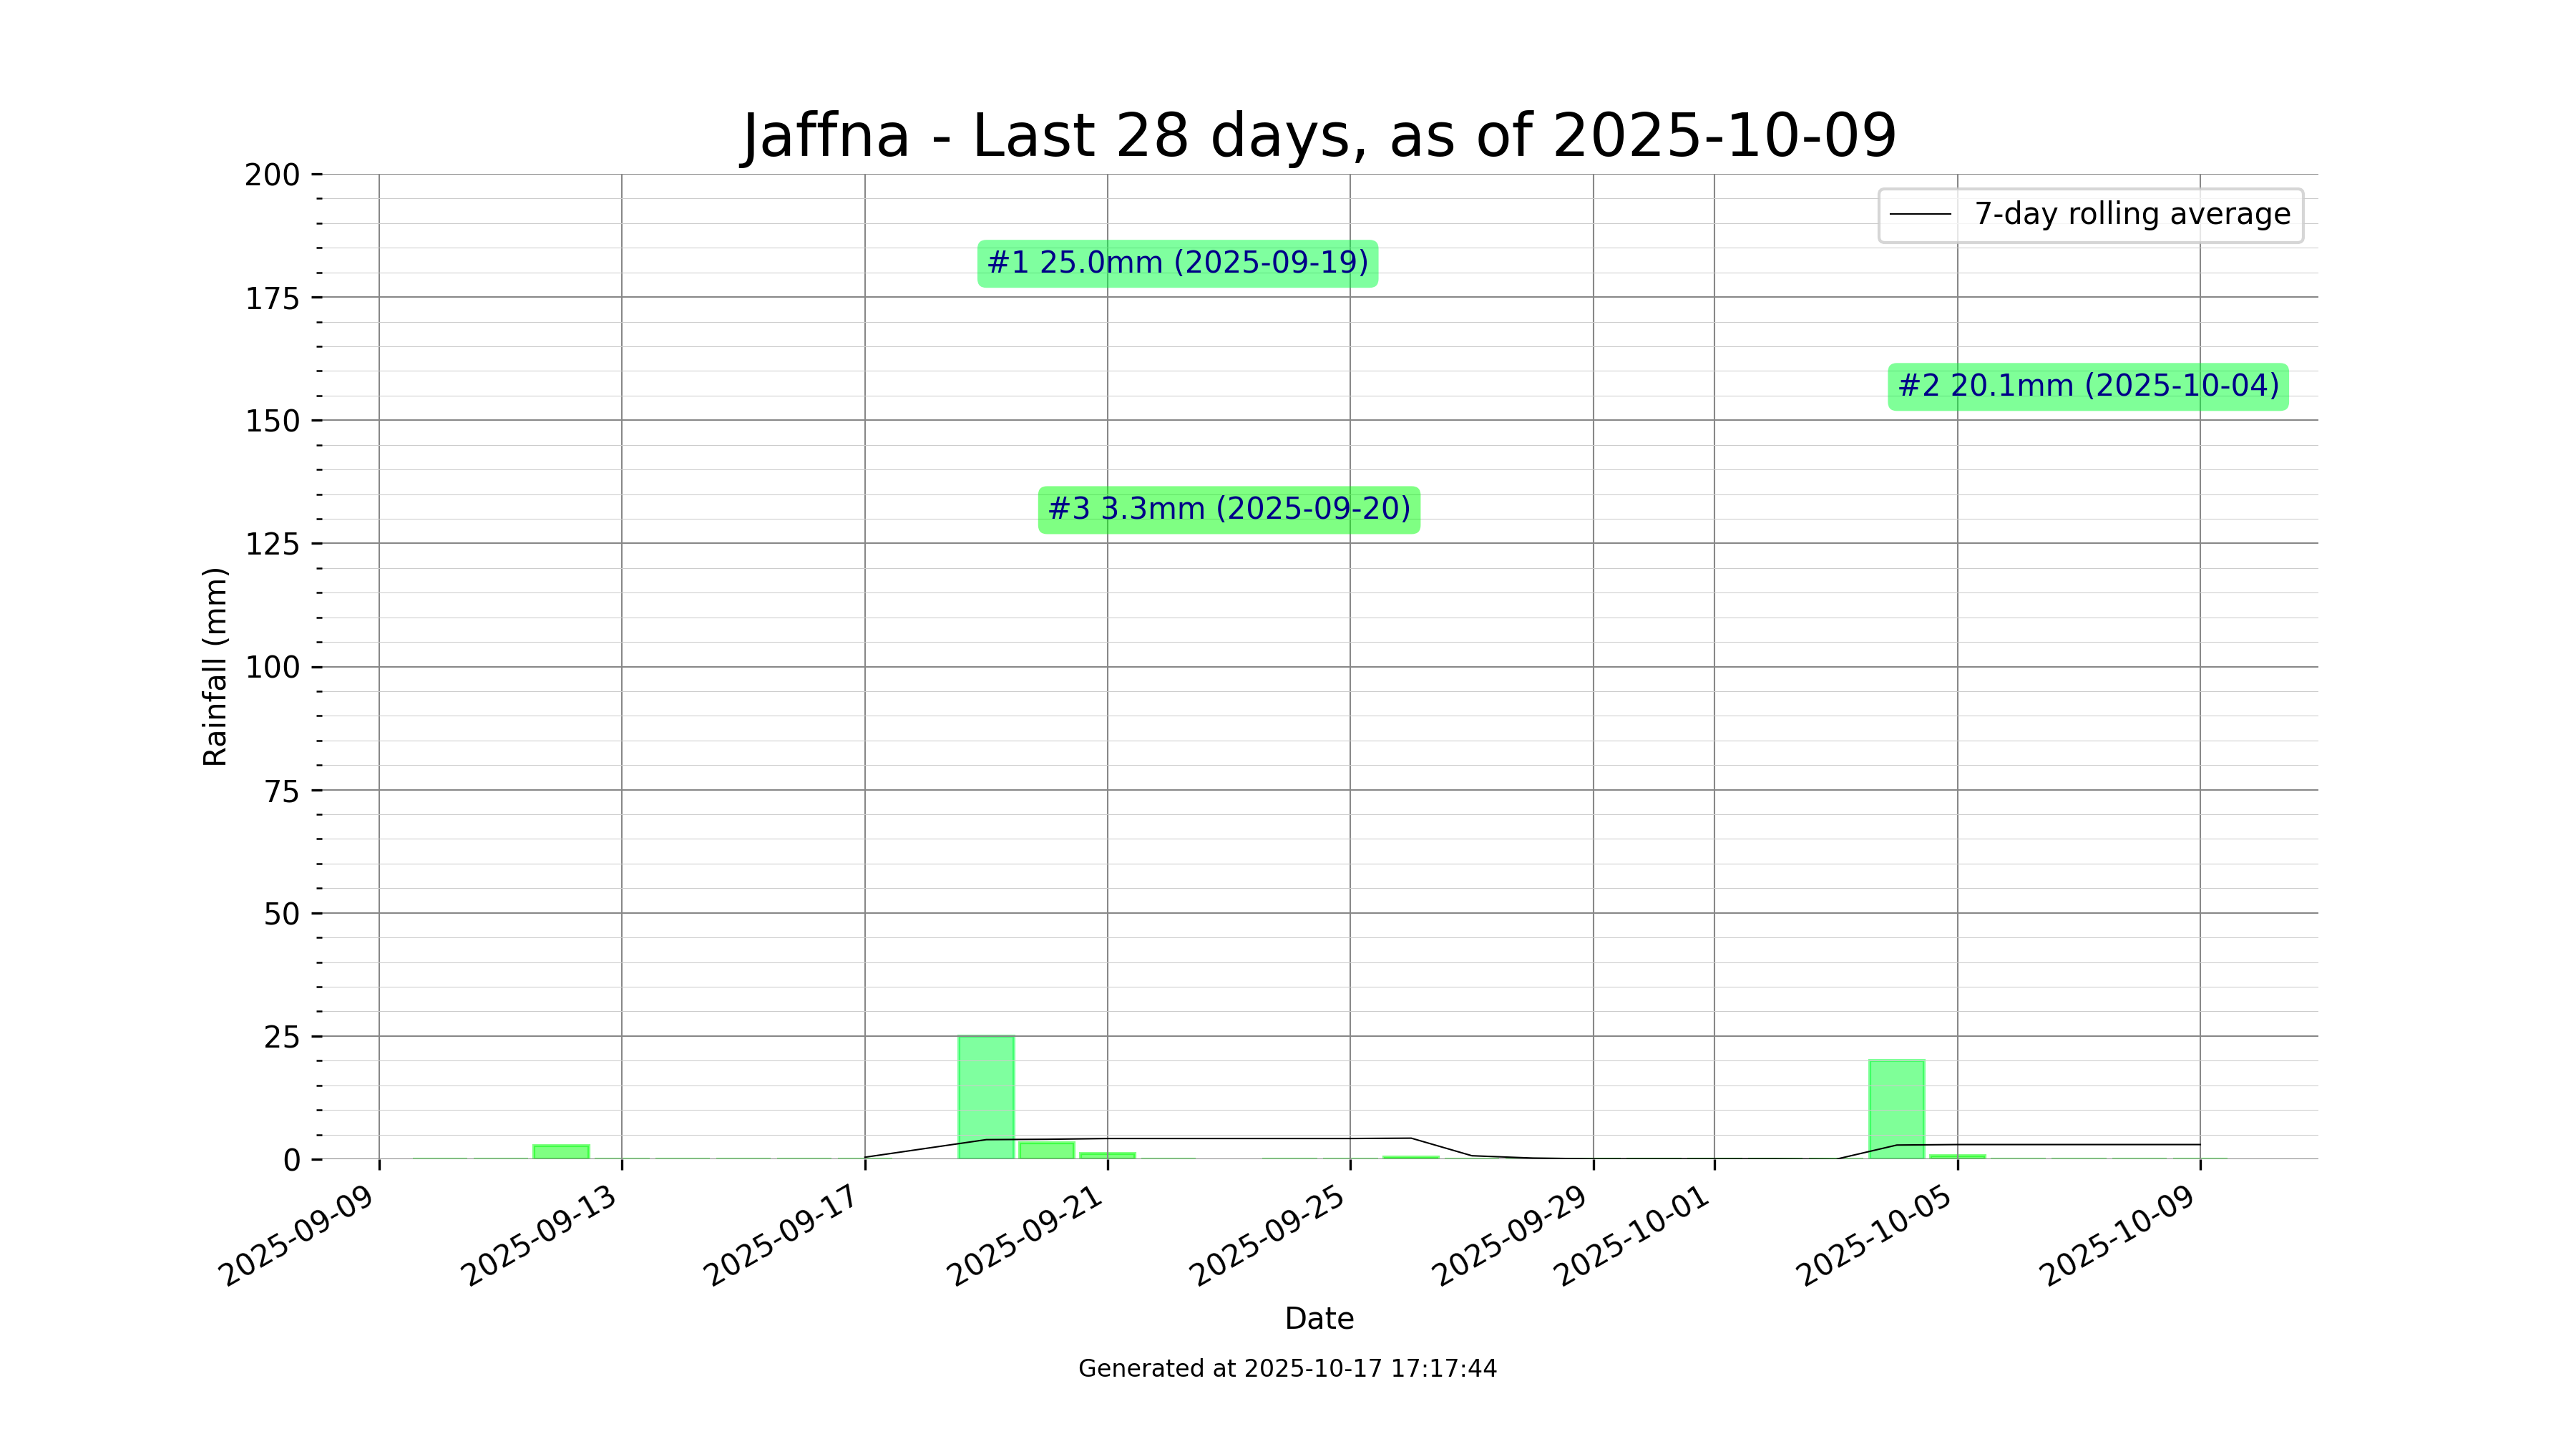 Jaffna - Last 28 days, as of 2025-10-09
200
175
150
125
100
75
50
25
0
Rainfall (mm)
7-day rolling average
#1 25.0mm (2025-09-19)
#2 20.1mm (2025-10-04)
#3 3.3mm (2025-09-20)
2025-09-09
2025-09-13
2025-09-17
2025-09-21
2025-09-25
2025-09-29
2025-10-01
2025-10-05
2025-10-09
Date
Generated at 2025-10-17 17:17:44